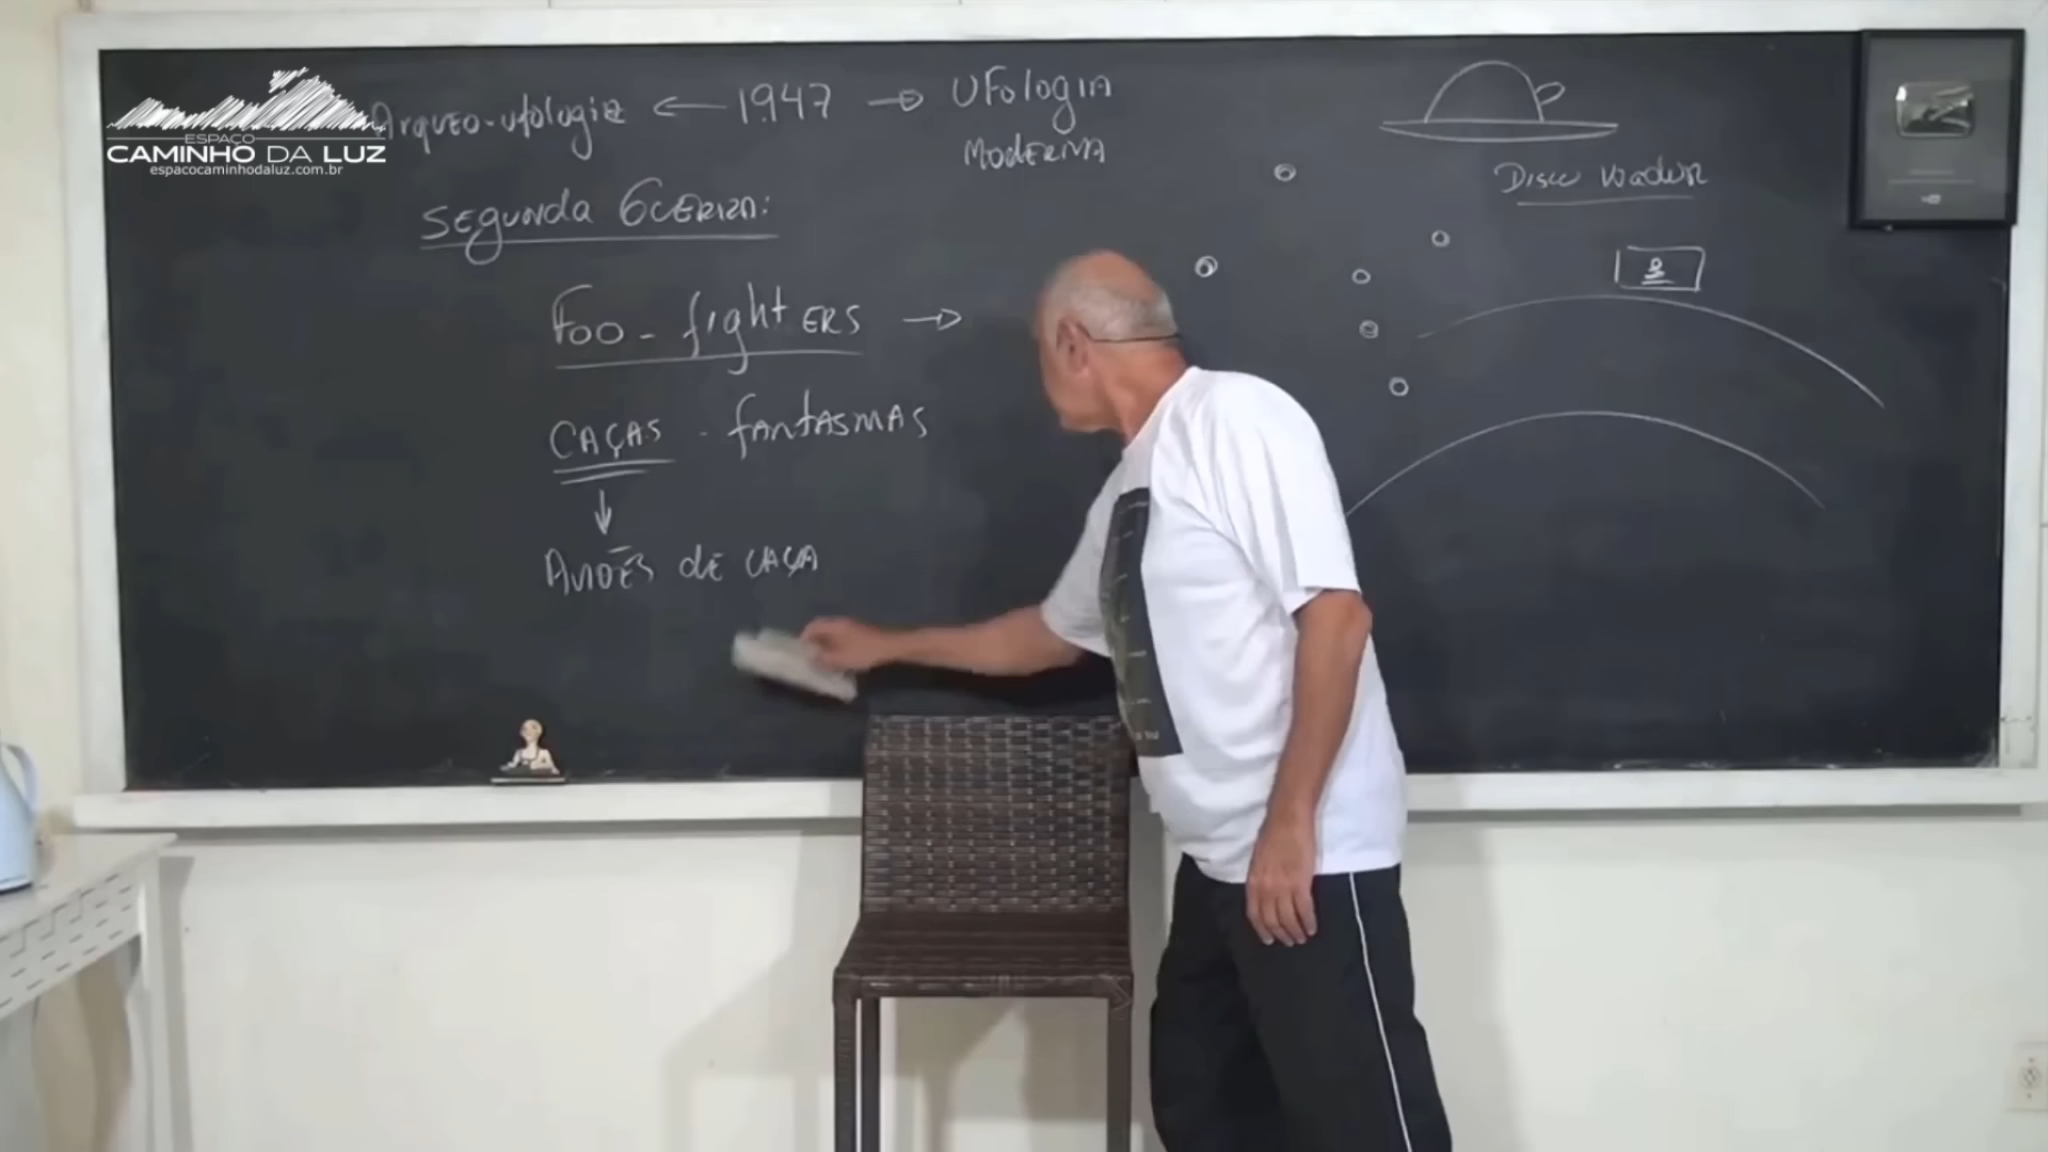 Arqueo-ufologia ← 1947 → Ufologia
Moderna
ESPAÇO
CAMINHO DA LUZ
espacocaminhodaluz.com.br
Segunda Guerra:
Foo-fighters →
CAÇAS - fantasmas
↓
Aviões de caça
Disco voador